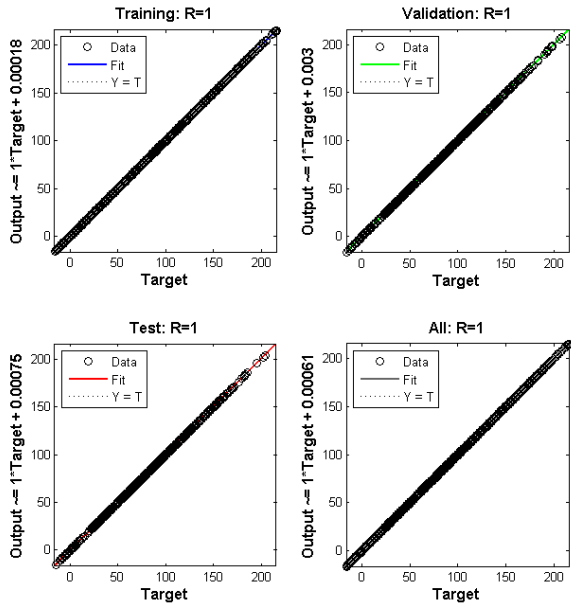 Training: R=1
Output ~= 1*Target + 0.00018
200
150
100
50
0
Data
Fit
Y = T
0 50 100 150 200
Target
Validation: R=1
Output ~= 1*Target + 0.003
200
150
100
50
0
Data
Fit
Y = T
0 50 100 150 200
Target
Test: R=1
Output ~= 1*Target + 0.00075
200
150
100
50
0
Data
Fit
Y = T
0 50 100 150 200
Target
All: R=1
Output ~= 1*Target + 0.00061
200
150
100
50
0
Data
Fit
Y = T
0 50 100 150 200
Target